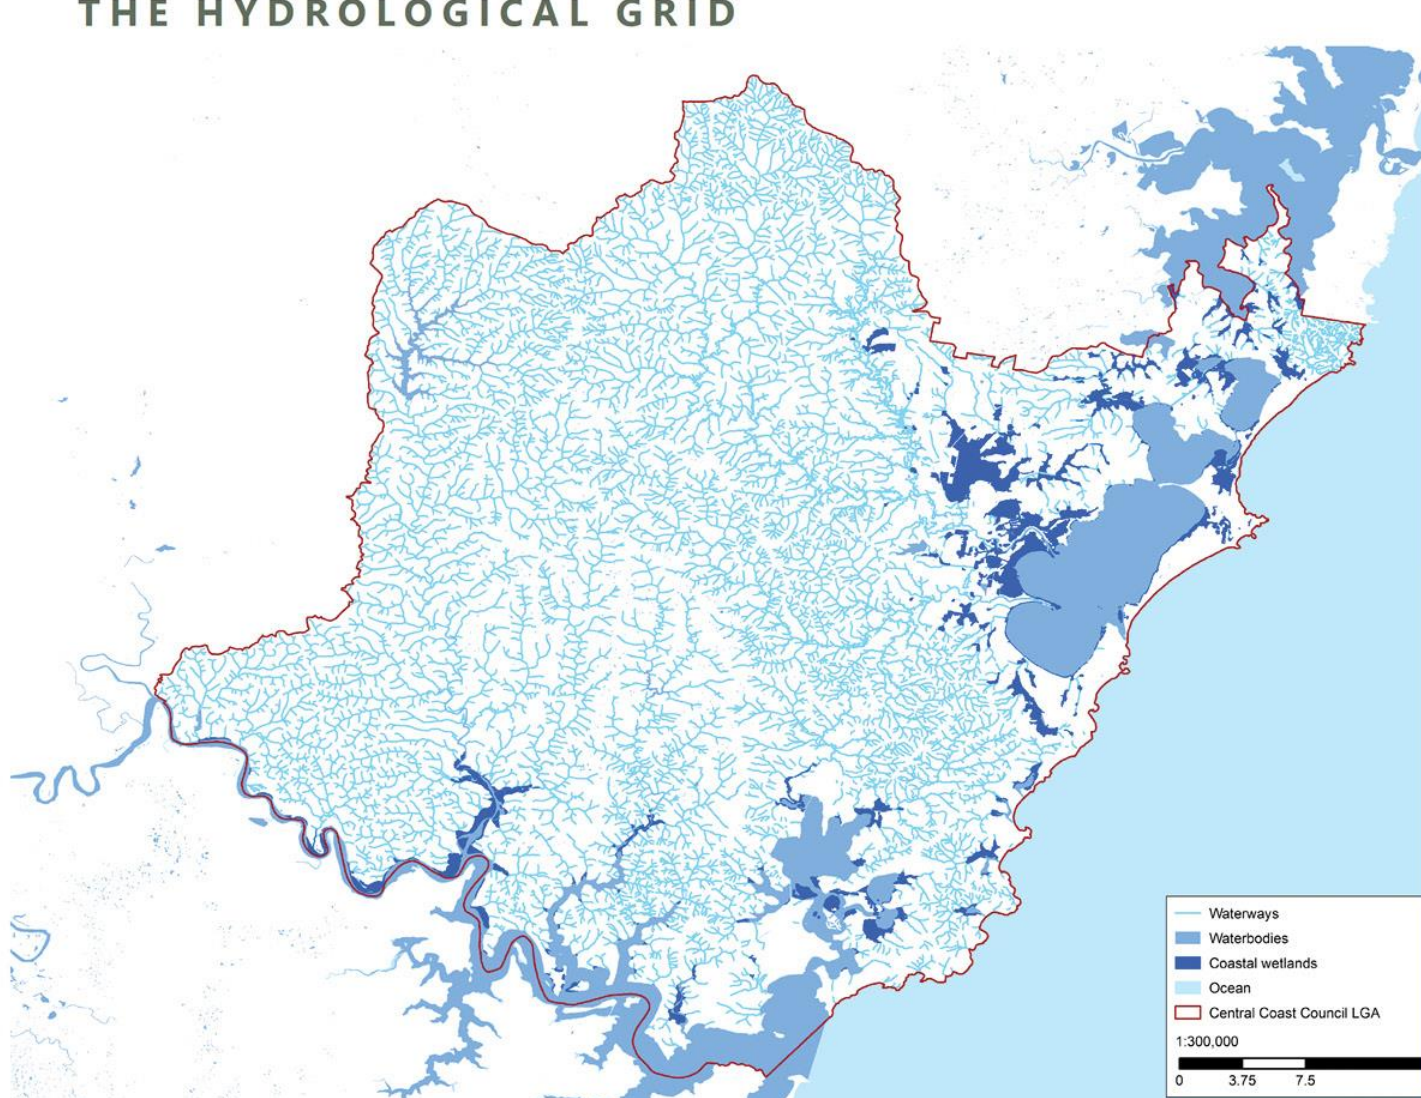 THE HYDROLOGICAL GRID
Waterways
Waterbodies
Coastal wetlands
Ocean
Central Coast Council LGA
1:300,000
0 3.75 7.5